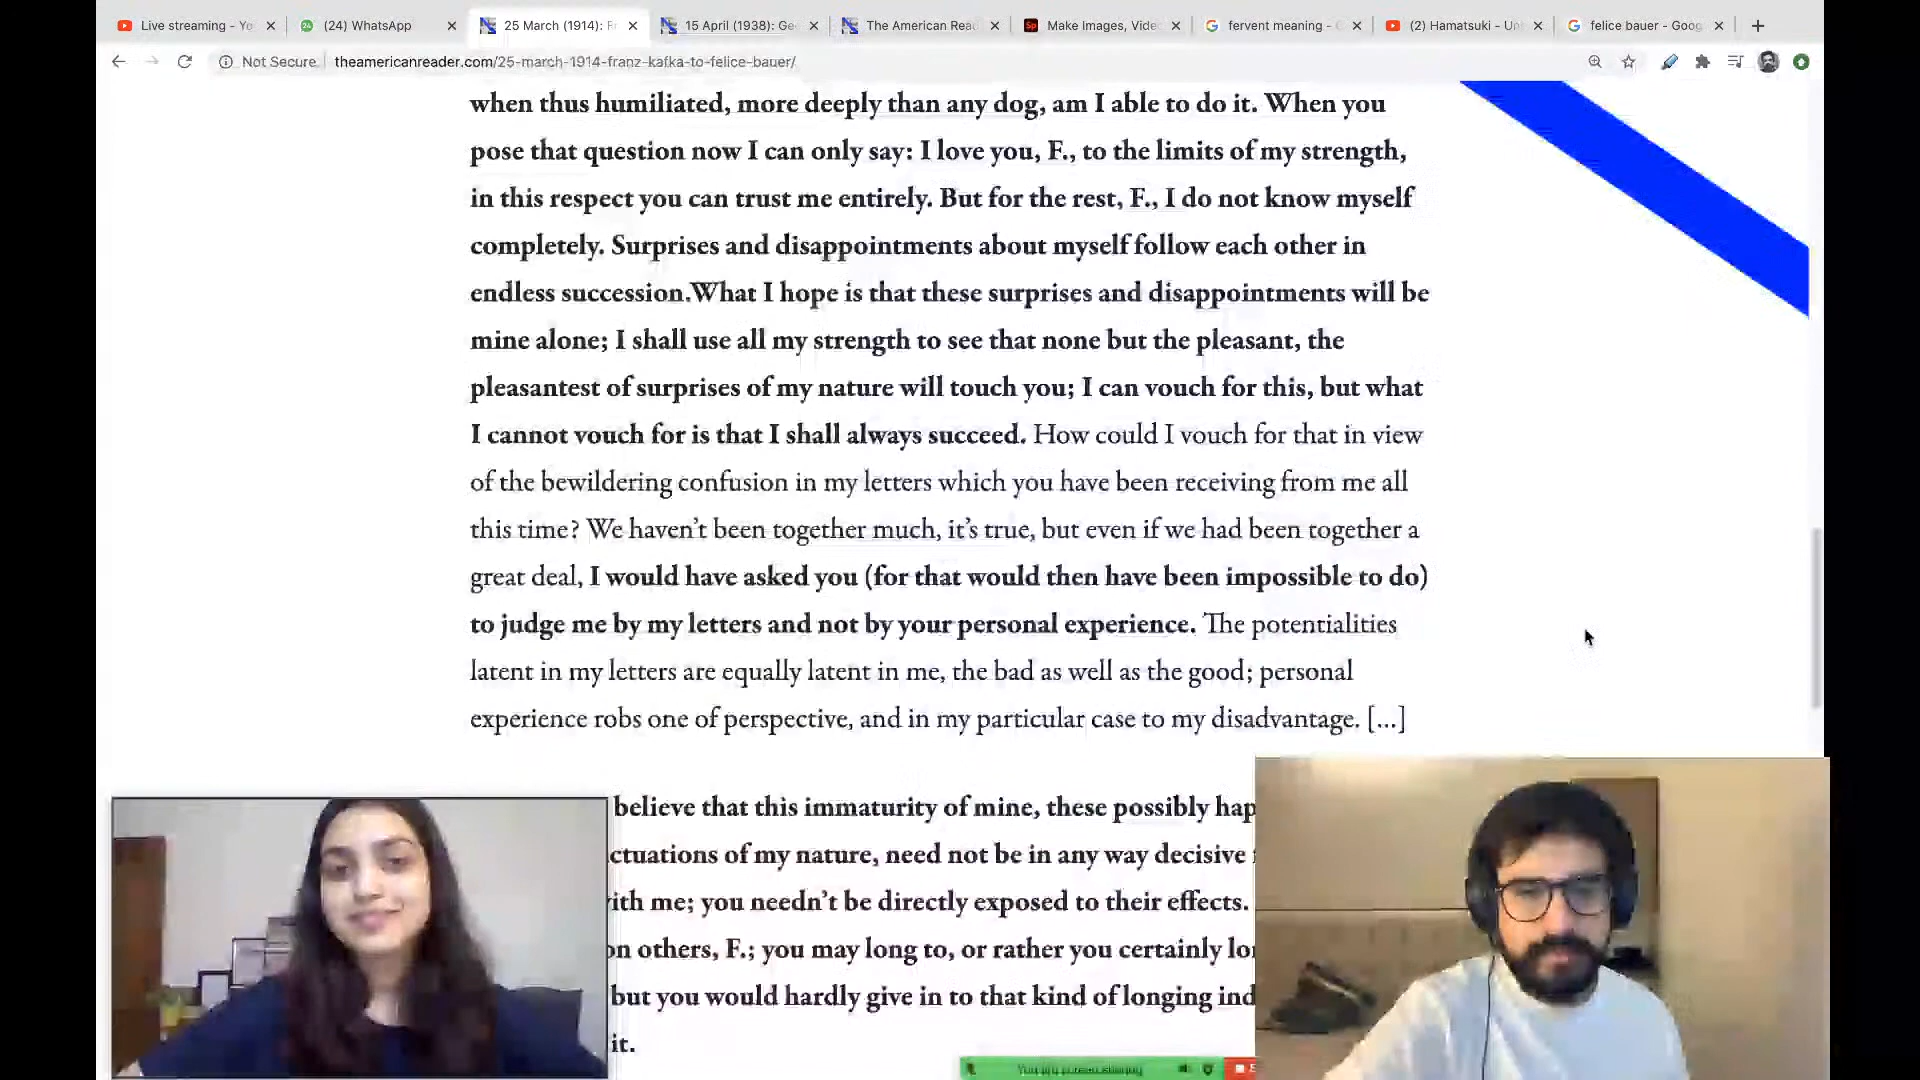 Live streaming - Yo
(24) WhatsApp
25 March (1914): Fr
15 April (1938): Ge
The American Read
Make Images, Vide
fervent meaning - G
(2) Hamatsuki - Un
felice bauer - Goog
Not Secure
theamericanreader.com/25-march-1914-franz-kafka-to-felice-bauer/
when thus humiliated, more deeply than any dog, am I able to do it. When you
pose that question now I can only say: I love you, F., to the limits of my strength,
in this respect you can trust me entirely. But for the rest, F., I do not know myself
completely. Surprises and disappointments about myself follow each other in
endless succession.What I hope is that these surprises and disappointments will be
mine alone; I shall use all my strength to see that none but the pleasant, the
pleasantest of surprises of my nature will touch you; I can vouch for this, but what
I cannot vouch for is that I shall always succeed. How could I vouch for that in view
of the bewildering confusion in my letters which you have been receiving from me all
this time? We haven’t been together much, it’s true, but even if we had been together a
great deal, I would have asked you (for that would then have been impossible to do)
to judge me by my letters and not by your personal experience. The potentialities
latent in my letters are equally latent in me, the bad as well as the good; personal
experience robs one of perspective, and in my particular case to my disadvantage. […]
believe that this immaturity of mine, these possibly hap
ctuations of my nature, need not be in any way decisive
ith me; you needn’t be directly exposed to their effects.
on others, F.; you may long to, or rather you certainly lo
but you would hardly give in to that kind of longing ind
it.
You are screen sharing